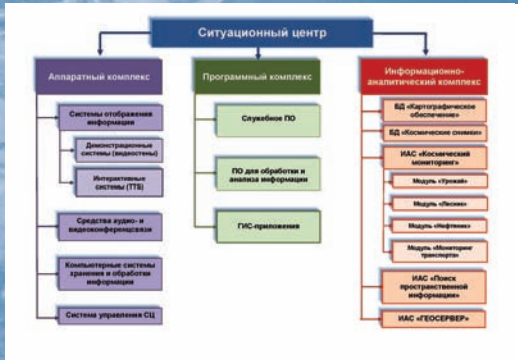 Ситуационный центр
Аппаратный комплекс
Системы отображения
информации
Демонстрационные
системы (видеостены)
Интерактивные
системы (ТТБ)
Средства аудио- и
видеоконференцсвязи
Компьютерные системы
хранения и обработки
информации
Система управления СЦ
Программный комплекс
Служебное ПО
ПО для обработки и
анализа информации
ГИС-приложения
Информационно-
аналитический комплекс
БД «Картографическое
обеспечение»
БД «Космические снимки»
ИАС «Космический
мониторинг»
Модуль «Урожай»
Модуль «Лесник»
Модуль «Нефтяник»
Модуль «Мониторинг
транспорта»
ИАС «Поиск
пространственной
информации»
ИАС «ГЕОСЕРВЕР»